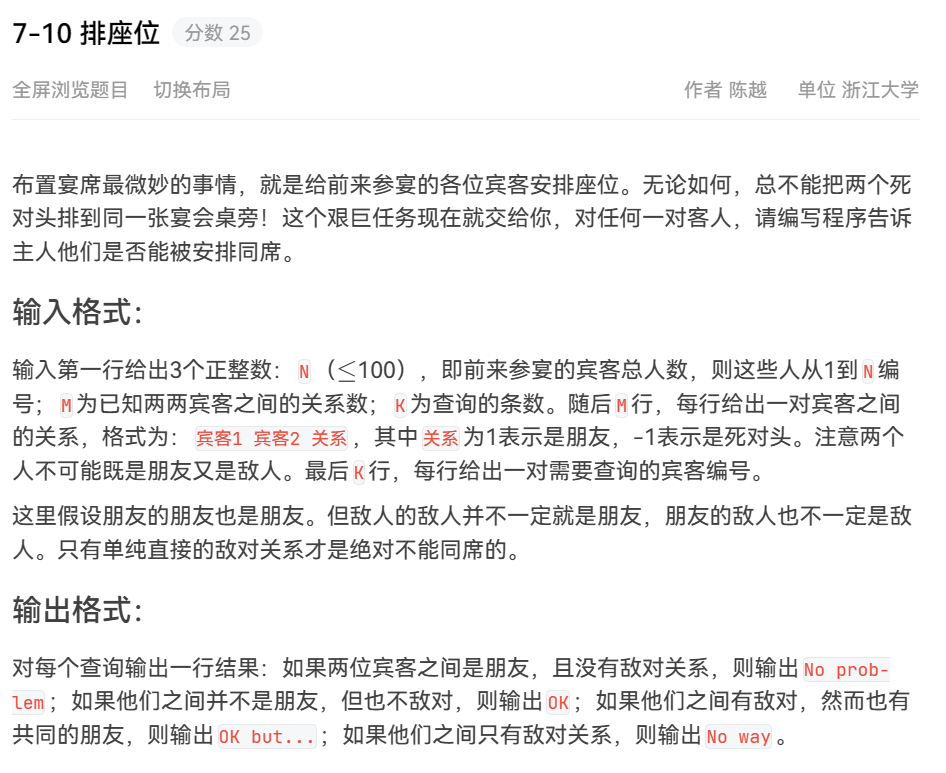 7-10 排座位 分数 25
全屏浏览题目 切换布局 作者 陈越 单位 浙江大学
布置宴席最微妙的事情，就是给前来参宴的各位宾客安排座位。无论如何，总不能把两个死
对头排到同一张宴会桌旁！这个艰巨任务现在就交给你，对任何一对客人，请编写程序告诉
主人他们是否能被安排同席。
输入格式：
输入第一行给出3个正整数：N（≤100），即前来参宴的宾客总人数，则这些人从1到N编
号；M为已知两两宾客之间的关系数；K为查询的条数。随后M行，每行给出一对宾客之间
的关系，格式为：宾客1 宾客2 关系，其中关系为1表示是朋友，-1表示是死对头。注意两个
人不可能既是朋友又是敌人。最后K行，每行给出一对需要查询的宾客编号。
这里假设朋友的朋友也是朋友。但敌人的敌人并不一定就是朋友，朋友的敌人也不一定是敌
人。只有单纯直接的敌对关系才是绝对不能同席的。
输出格式：
对每个查询输出一行结果：如果两位宾客之间是朋友，且没有敌对关系，则输出No prob-
lem；如果他们之间并不是朋友，但也不敌对，则输出OK；如果他们之间有敌对，然而也有
共同的朋友，则输出OK but...；如果他们之间只有敌对关系，则输出No way。